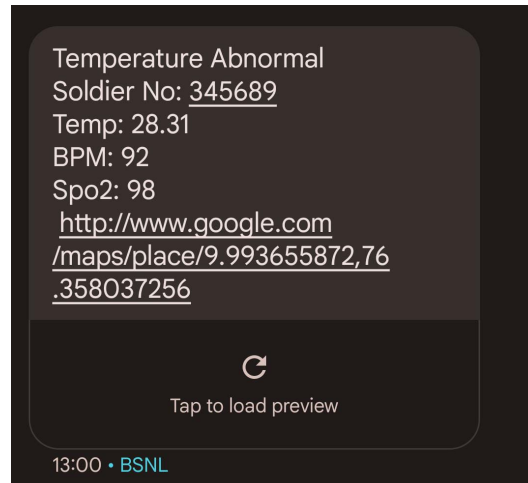 Temperature Abnormal
Soldier No: 345689
Temp: 28.31
BPM: 92
Spo2: 98
http://www.google.com
/maps/place/9.993655872,76
.358037256
Tap to load preview
13:00 • BSNL